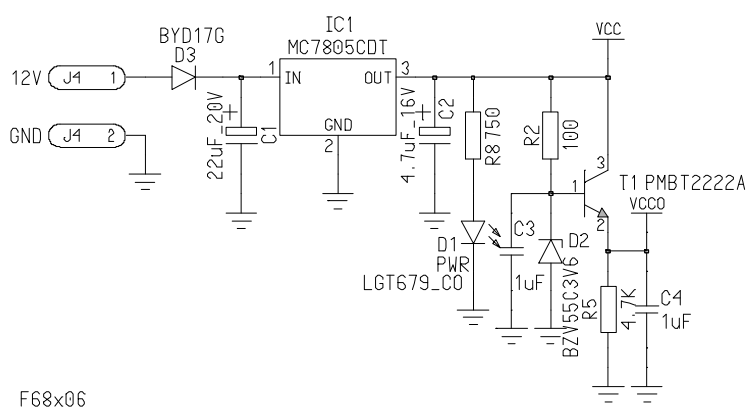 BYD17G
D3
IC1
MC7805CDT
VCC
12V
J4 1
1
IN
OUT
3
GND
2
GND
J4 2
22uF_20V
+
C1
4.7uF_16V
+
C2
R8
750
R2
100
3
1
2
T1 PMBT2222A
VCCO
D1
PWR
LGT679_CO
C3
1uF
D2
BZV55C3V6
R5
4.7K
C4
1uF
F68x06